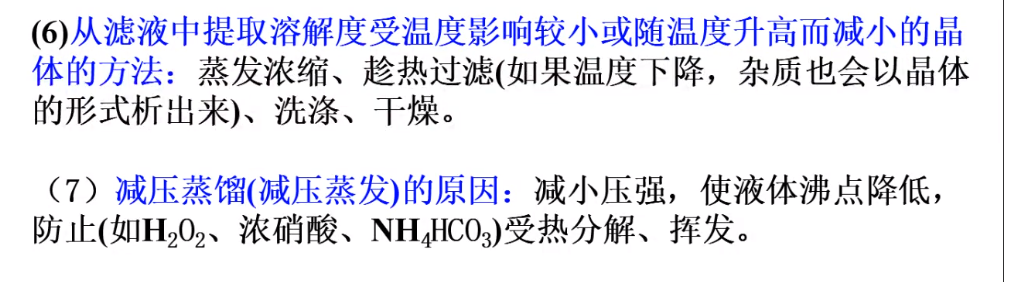 (6)从滤液中提取溶解度受温度影响较小或随温度升高而减小的晶
体的方法：蒸发浓缩、趁热过滤(如果温度下降，杂质也会以晶体
的形式析出来)、洗涤、干燥。
（7）减压蒸馏(减压蒸发)的原因：减小压强，使液体沸点降低，
防止(如H₂O₂、浓硝酸、NH₄HCO₃)受热分解、挥发。